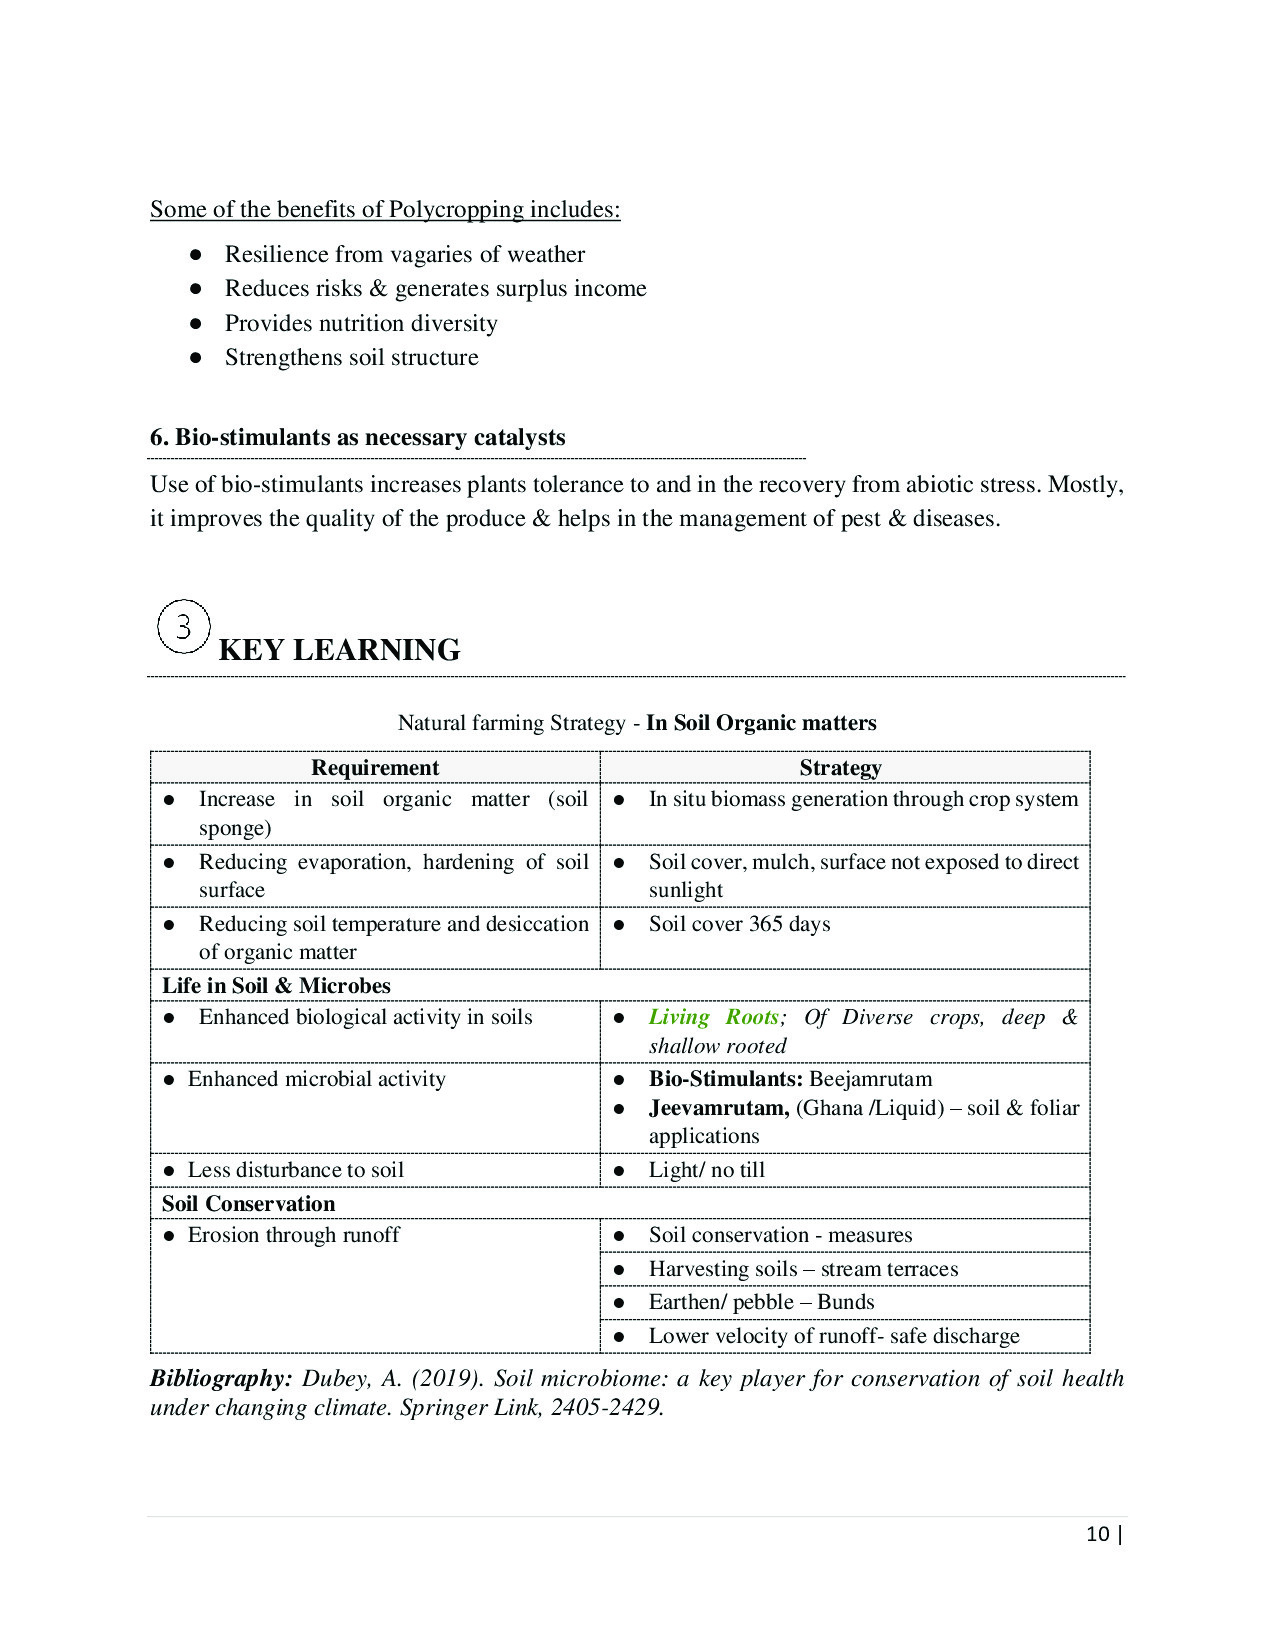 Some of the benefits of Polycropping includes:
● Resilience from vagaries of weather
● Reduces risks & generates surplus income
● Provides nutrition diversity
● Strengthens soil structure
6. Bio-stimulants as necessary catalysts
Use of bio-stimulants increases plants tolerance to and in the recovery from abiotic stress. Mostly,
it improves the quality of the produce & helps in the management of pest & diseases.
3 KEY LEARNING
Natural farming Strategy - In Soil Organic matters
Requirement Strategy
● Increase in soil organic matter (soil
sponge)
● In situ biomass generation through crop system
● Reducing evaporation, hardening of soil
surface
● Soil cover, mulch, surface not exposed to direct
sunlight
● Reducing soil temperature and desiccation
of organic matter
● Soil cover 365 days
Life in Soil & Microbes
● Enhanced biological activity in soils
● Living Roots; Of Diverse crops, deep &
shallow rooted
● Enhanced microbial activity
● Bio-Stimulants: Beejamrutam
● Jeevamrutam, (Ghana /Liquid) – soil & foliar
applications
● Less disturbance to soil
● Light/ no till
Soil Conservation
● Erosion through runoff
● Soil conservation - measures
● Harvesting soils – stream terraces
● Earthen/ pebble – Bunds
● Lower velocity of runoff- safe discharge
Bibliography: Dubey, A. (2019). Soil microbiome: a key player for conservation of soil health
under changing climate. Springer Link, 2405-2429.
10 |